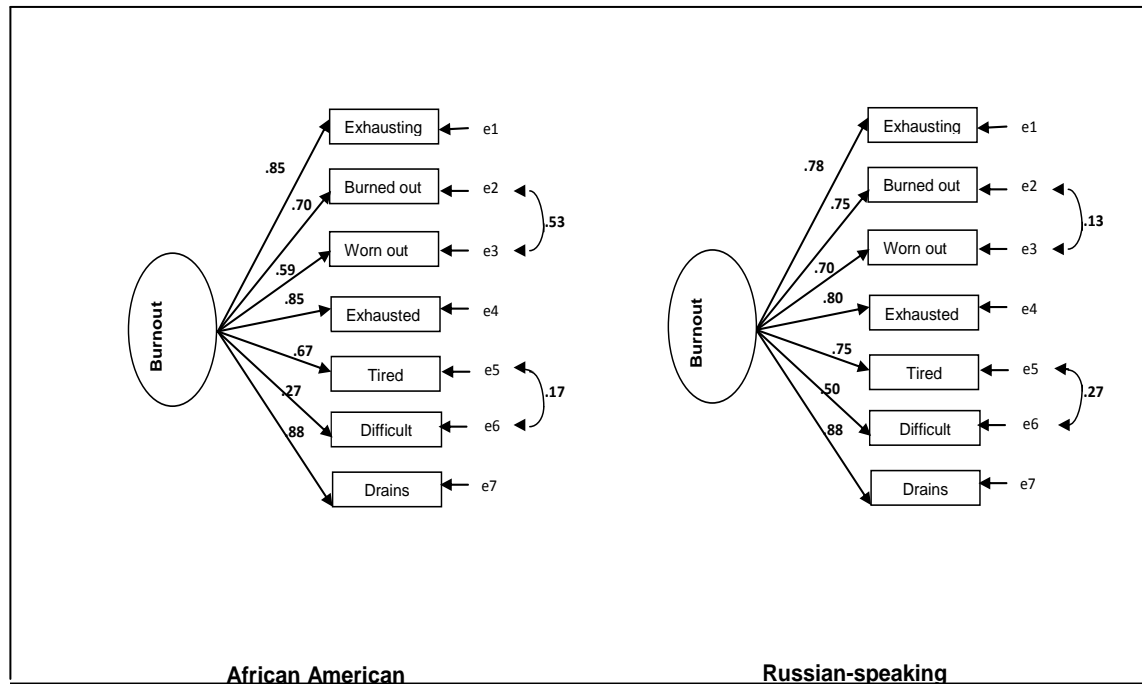 Exhausting
e1
.85
Burned out
e2
.70
.53
Worn out
e3
.59
.85
Exhausted
e4
Burnout
.67
Tired
e5
.27
.17
Difficult
e6
.88
Drains
e7
African American
Exhausting
e1
.78
Burned out
e2
.75
.13
Worn out
e3
.70
.80
Exhausted
e4
Burnout
.75
Tired
e5
.50
.27
Difficult
e6
.88
Drains
e7
Russian-speaking